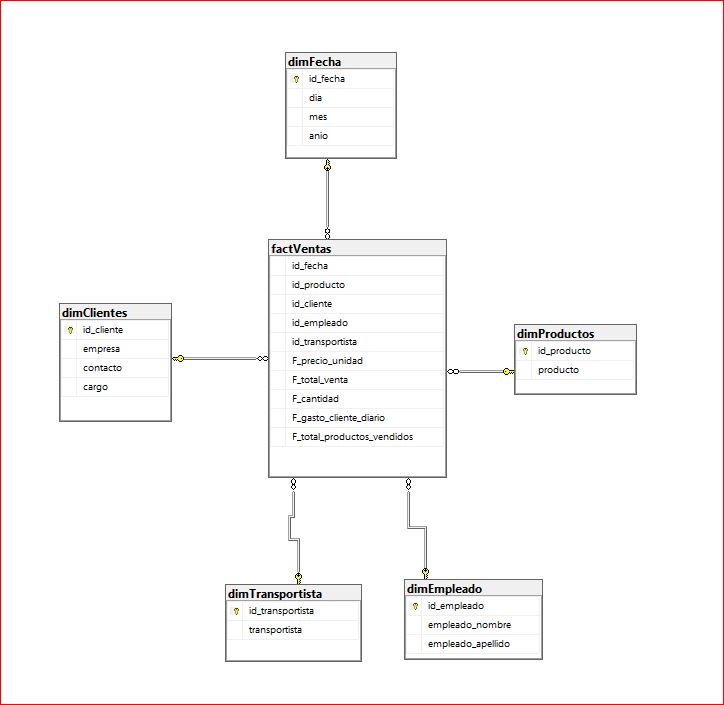 dimFecha
id_fecha
dia
mes
anio
factVentas
id_fecha
id_producto
id_cliente
id_empleado
id_transportista
F_precio_unidad
F_total_venta
F_cantidad
F_gasto_cliente_diario
F_total_productos_vendidos
dimClientes
id_cliente
empresa
contacto
cargo
dimProductos
id_producto
producto
dimTransportista
id_transportista
transportista
dimEmpleado
id_empleado
empleado_nombre
empleado_apellido